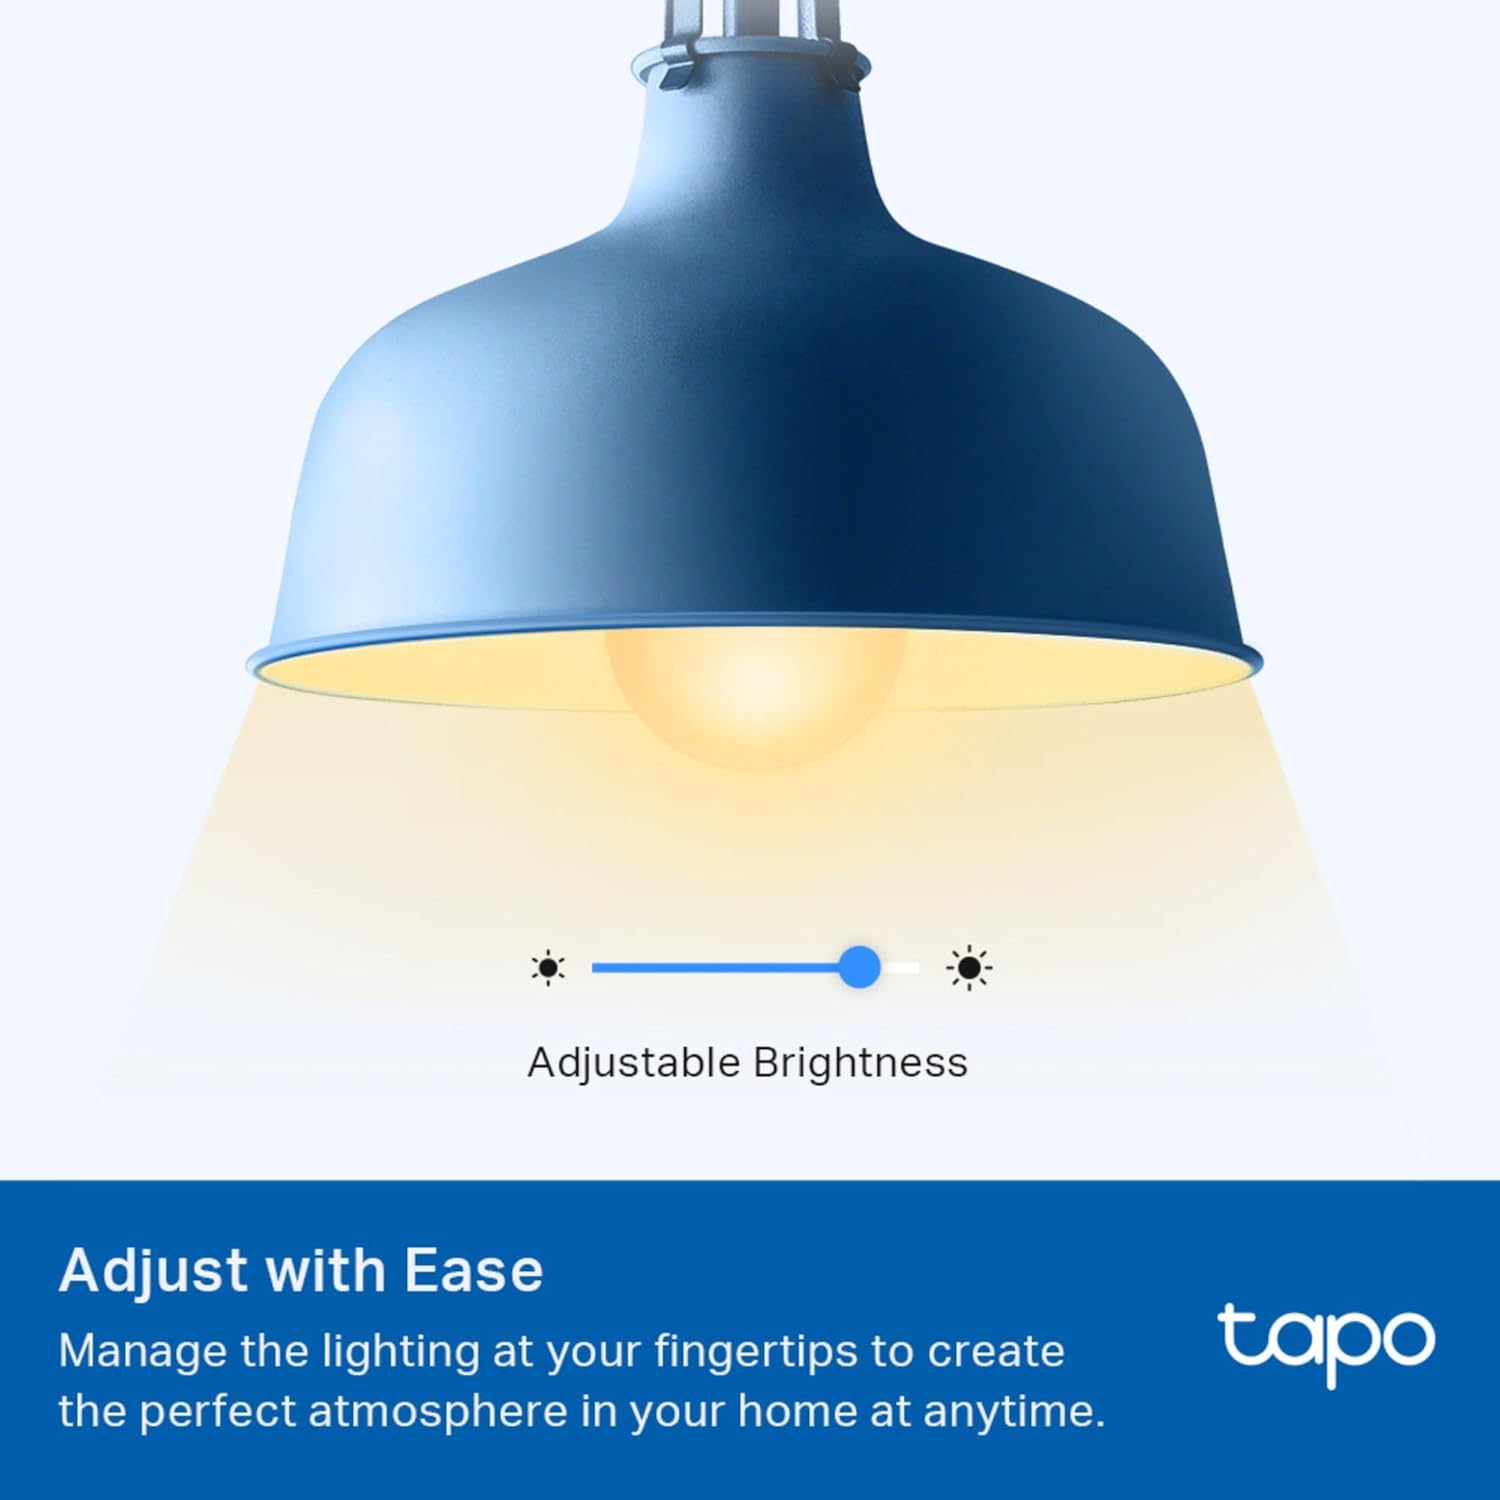 Adjustable Brightness
Adjust with Ease
Manage the lighting at your fingertips to create
the perfect atmosphere in your home at anytime.
tapo